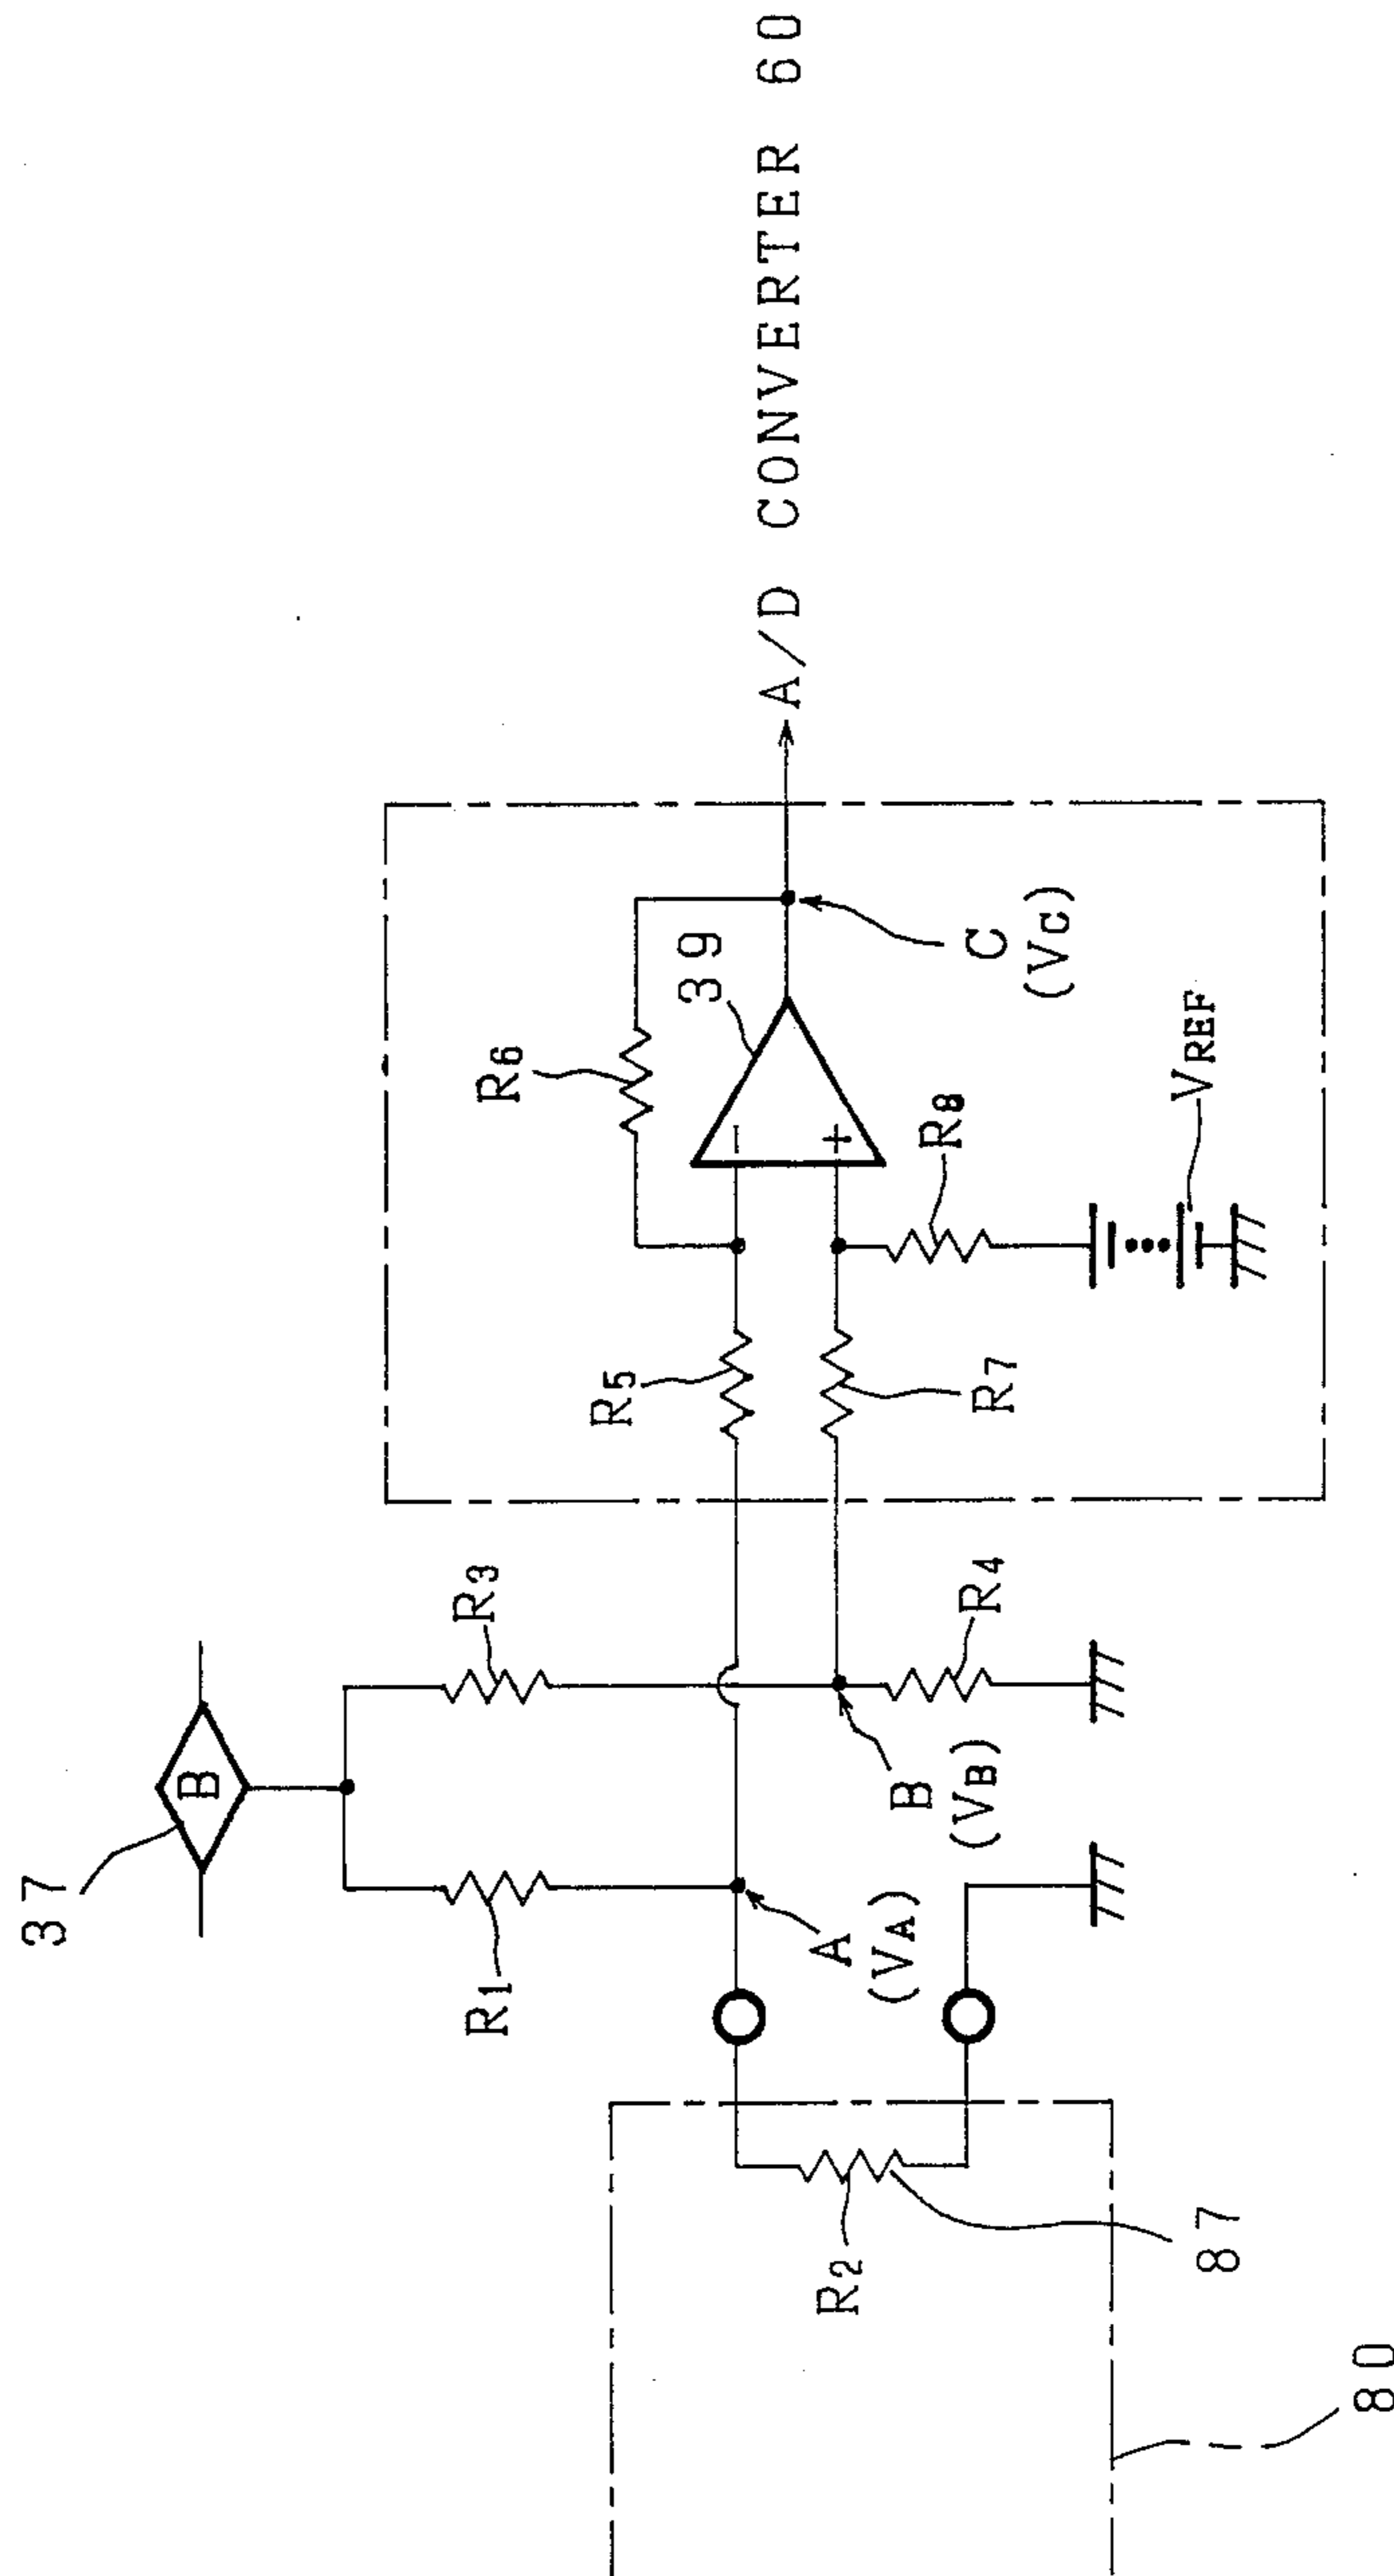 37
B
R1
R3
A
(VA)
B
(VB)
R4
R2
87
80
R5
R7
R6
39
-
+
R8
VREF
C
(VC)
A/D CONVERTER 60